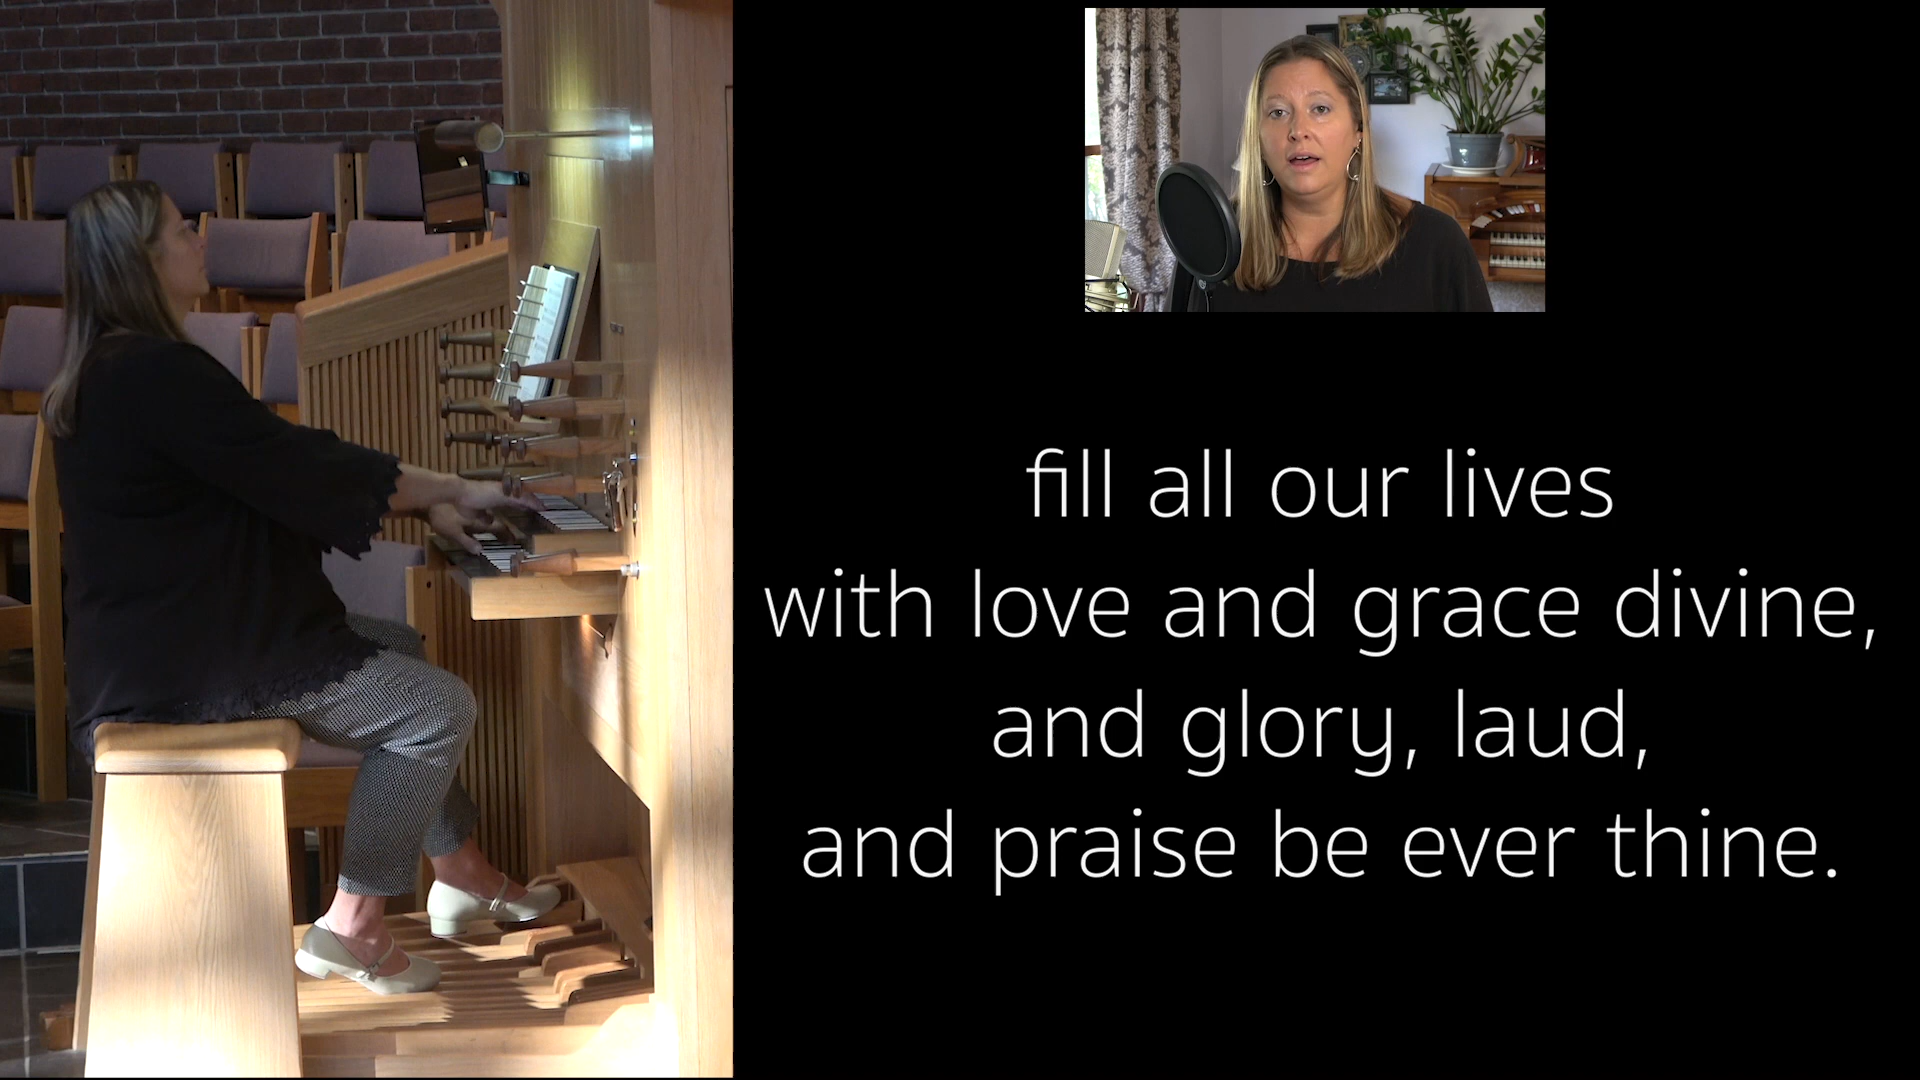 fill all our lives
with love and grace divine,
and glory, laud,
and praise be ever thine.